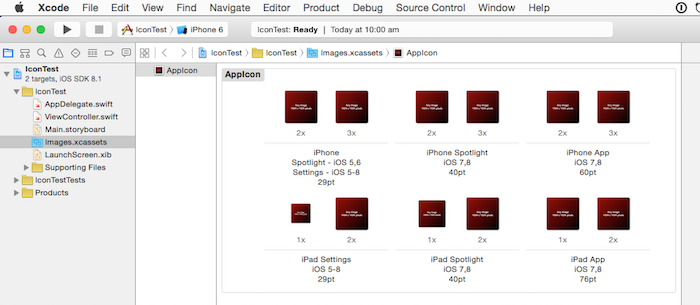 Xcode File Edit View Find Navigate Editor Product Debug Source Control Window Help
IconTest iPhone 6
IconTest: Ready | Today at 10:00 am
IconTest IconTest Images.xcassets AppIcon
IconTest
2 targets, iOS SDK 8.1
IconTest
AppDelegate.swift
ViewController.swift
Main.storyboard
Images.xcassets
LaunchScreen.xib
Supporting Files
IconTestTests
Products
AppIcon
AppIcon
2x 3x 2x 3x 2x 3x
iPhone
Spotlight - iOS 5,6
Settings - iOS 5-8
29pt
iPhone Spotlight
iOS 7,8
40pt
iPhone App
iOS 7,8
60pt
1x 2x 1x 2x 1x 2x
iPad Settings
iOS 5-8
29pt
iPad Spotlight
iOS 7,8
40pt
iPad App
iOS 7,8
76pt